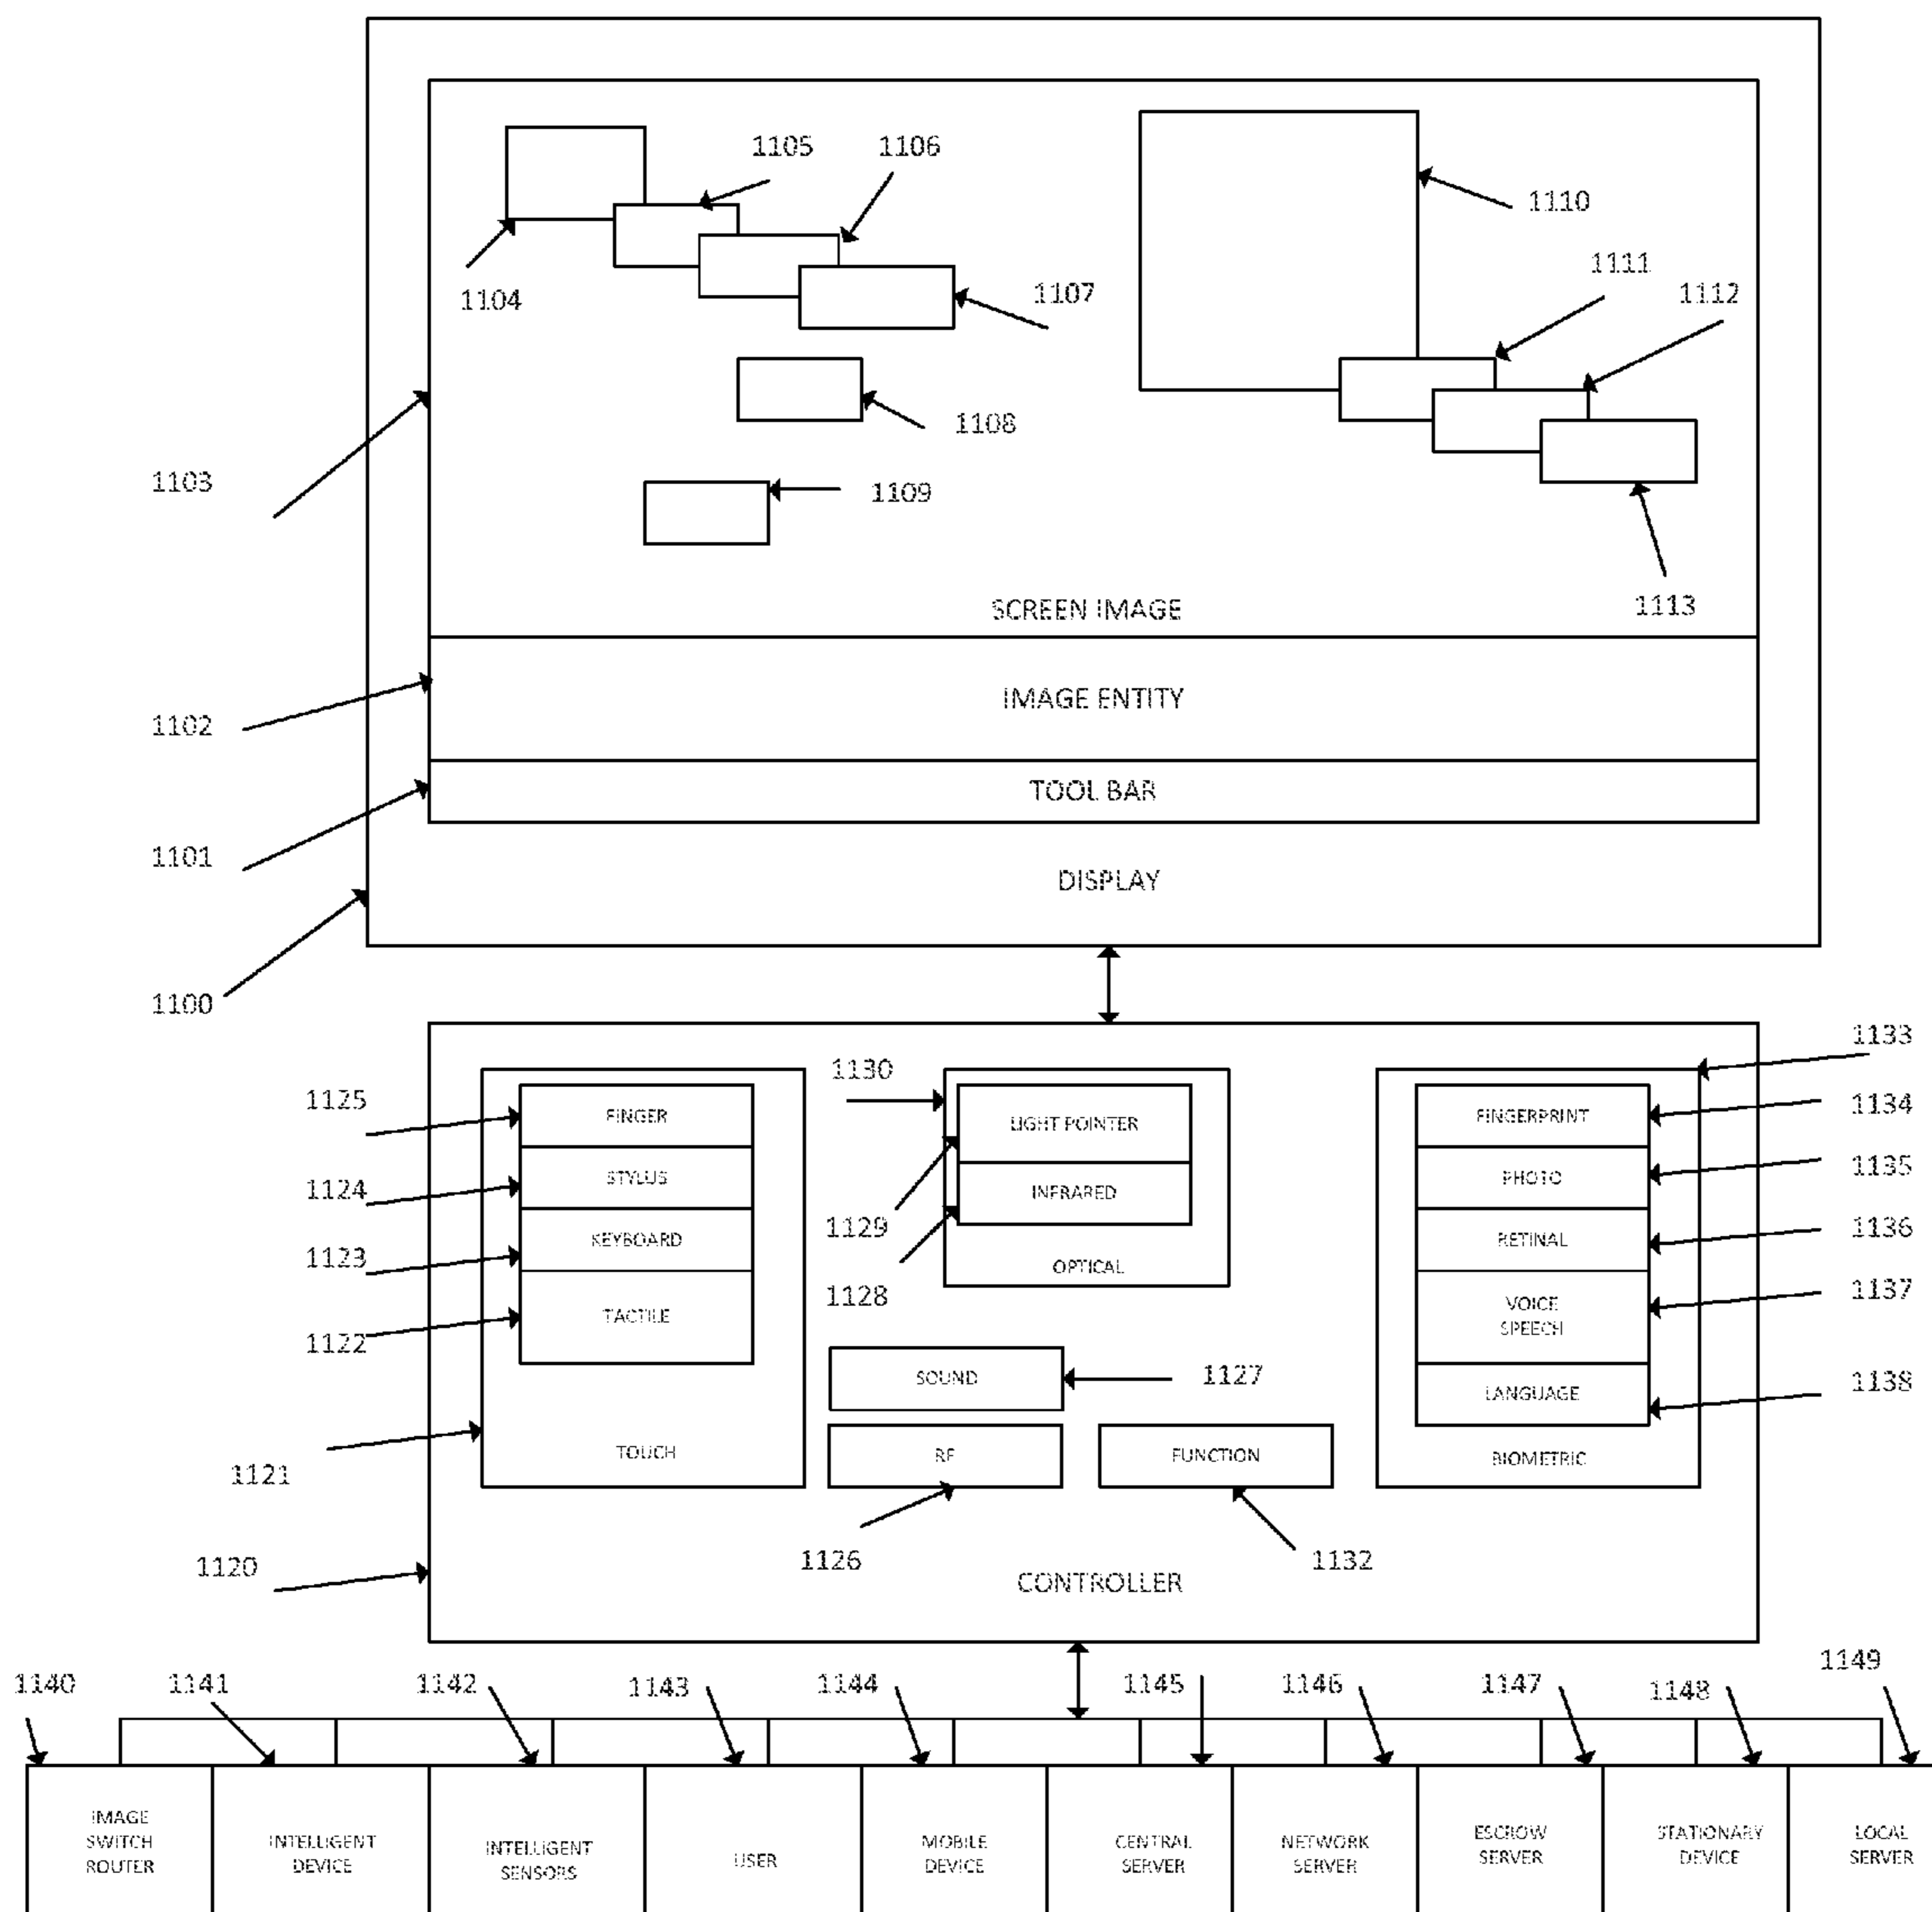 1105
1106
1110
1104
1107
1111
1112
1108
1103
1109
SCREEN IMAGE
1113
IMAGE ENTITY
1102
TOOL BAR
1101
DISPLAY
1100
1133
1130
1125
FINGER
LIGHT POINTER
FINGERPRINT
1134
1124
STYLUS
INFRARED
PHOTO
1135
1129
1123
KEYBOARD
RETINAL
1136
OPTICAL
1128
1122
TACTILE
VOICE
SPEECH
1137
SOUND
1127
LANGUAGE
1138
1121
TOUCH
RF
FUNCTION
BIOMETRIC
1120
1126
1132
CONTROLLER
1140
1141
1142
1143
1144
1145
1146
1147
1148
1149
IMAGE
SWITCH
ROUTER
INTELLIGENT
DEVICE
INTELLIGENT
SENSORS
USER
MOBILE
DEVICE
CENTRAL
SERVER
NETWORK
SERVER
ESCROW
SERVER
STATIONARY
DEVICE
LOCAL
SERVER